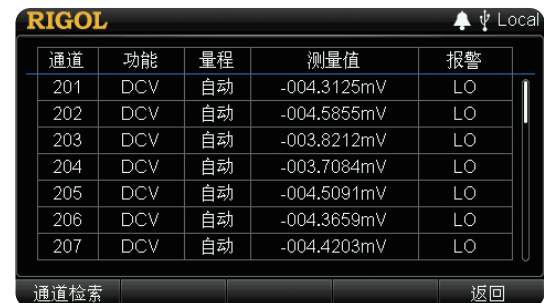 RIGOL Local
通道 功能 量程 测量值 报警
201 DCV 自动 -004.3125mV LO
202 DCV 自动 -004.5855mV LO
203 DCV 自动 -003.8212mV LO
204 DCV 自动 -003.7084mV LO
205 DCV 自动 -004.5091mV LO
206 DCV 自动 -004.3659mV LO
207 DCV 自动 -004.4203mV LO
通道检索 返回